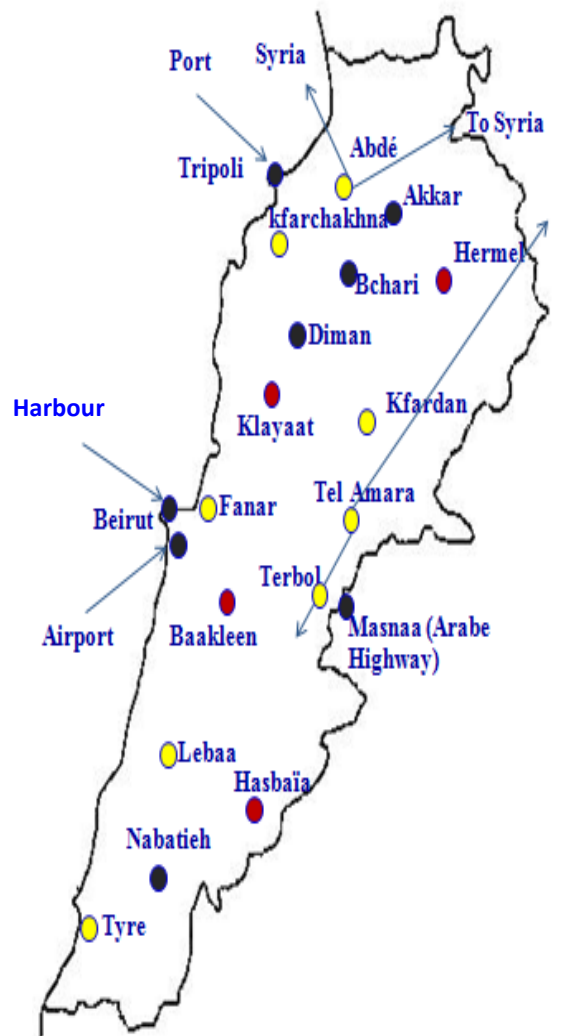 Syria
Port
To Syria
Abdé
Tripoli
Akkar
kfarchakhna
Hermel
Bchari
Diman
Kfardan
Harbour
Klayaat
Tel Amara
Fanar
Beirut
Terbol
Airport
Baakleen
Masnaa (Arabe
Highway)
Lebaa
Hasbaïa
Nabatieh
Tyre